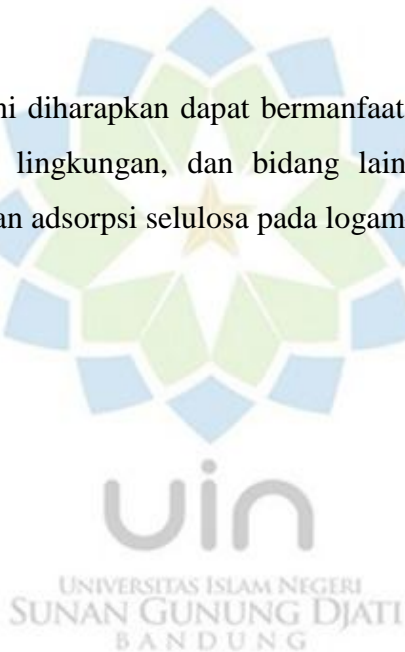 ni diharapkan dapat bermanfaat
lingkungan, dan bidang lain
an adsorpsi selulosa pada logam
uin
UNIVERSITAS ISLAM NEGERI
SUNAN GUNUNG DJATI
BANDUNG